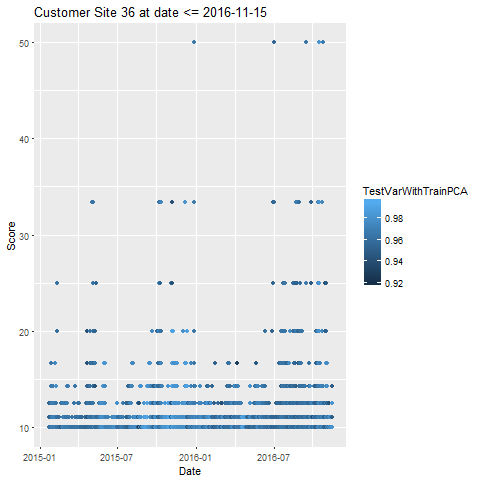 Customer Site 36 at date <= 2016-11-15
50
40
30
20
10
Score
2015-01 2015-07 2016-01 2016-07
Date
TestVarWithTrainPCA
0.98
0.96
0.94
0.92